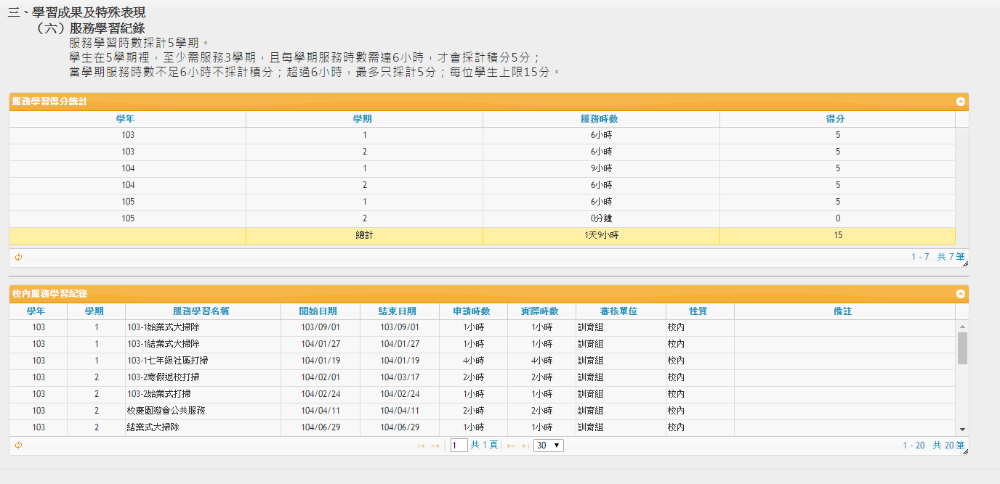 三、學習成果及特殊表現
（六）服務學習紀錄
服務學習時數採計5學期。
學生在5學期裡，至少需服務3學期，且每學期服務時數需達6小時，才會採計積分5分；
當學期服務時數不足6小時不採計積分；超過6小時，最多只採計5分；每位學生上限15分。
服務學習得分統計
學年 學期 服務時數 得分
103 1 6小時 5
103 2 6小時 5
104 1 9小時 5
104 2 6小時 5
105 1 6小時 5
105 2 0分鐘 0
總計 1天9小時 15
1 - 7 共 7 筆
校內服務學習紀錄
學年 學期 服務學習名稱 開始日期 結束日期 申請時數 實際時數 審核單位 性質 備註
103 1 103-1始業式大掃除 103/09/01 103/09/01 1小時 1小時 訓育組 校內
103 1 103-1結業式大掃除 104/01/27 104/01/27 1小時 1小時 訓育組 校內
103 1 103-1七年級社區打掃 104/01/19 104/01/19 4小時 4小時 訓育組 校內
103 2 103-2寒假返校打掃 104/02/01 104/03/17 2小時 2小時 訓育組 校內
103 2 103-2始業式打掃 104/02/24 104/02/24 1小時 1小時 訓育組 校內
103 2 校慶園遊會公共服務 104/04/11 104/04/11 2小時 2小時 訓育組 校內
103 2 結業式大掃除 104/06/29 104/06/29 1小時 1小時 訓育組 校內
1 共 1 頁 30 1 - 20 共 20 筆